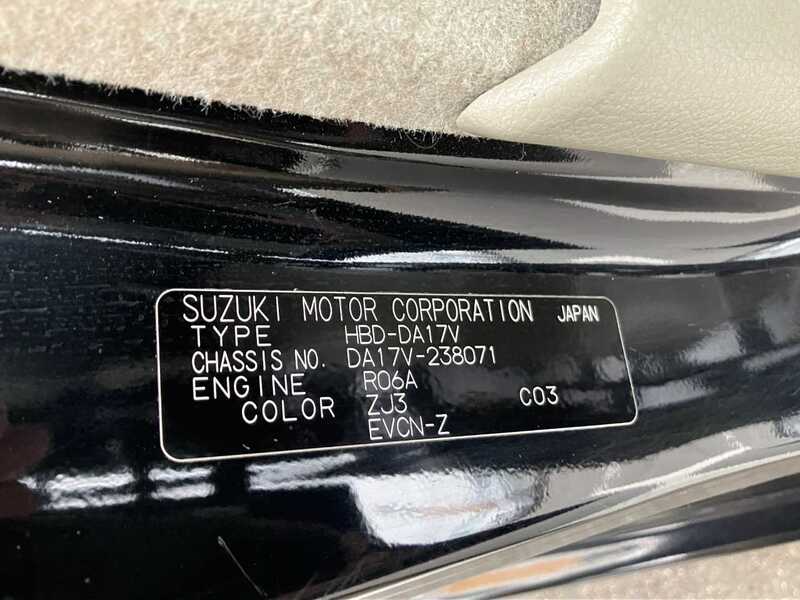 SUZUKI MOTOR CORPORATION JAPAN
TYPE HBD-DA17V
CHASSIS NO. DA17V-238071
ENGINE R06A
COLOR ZJ3 C03
EVCN-Z